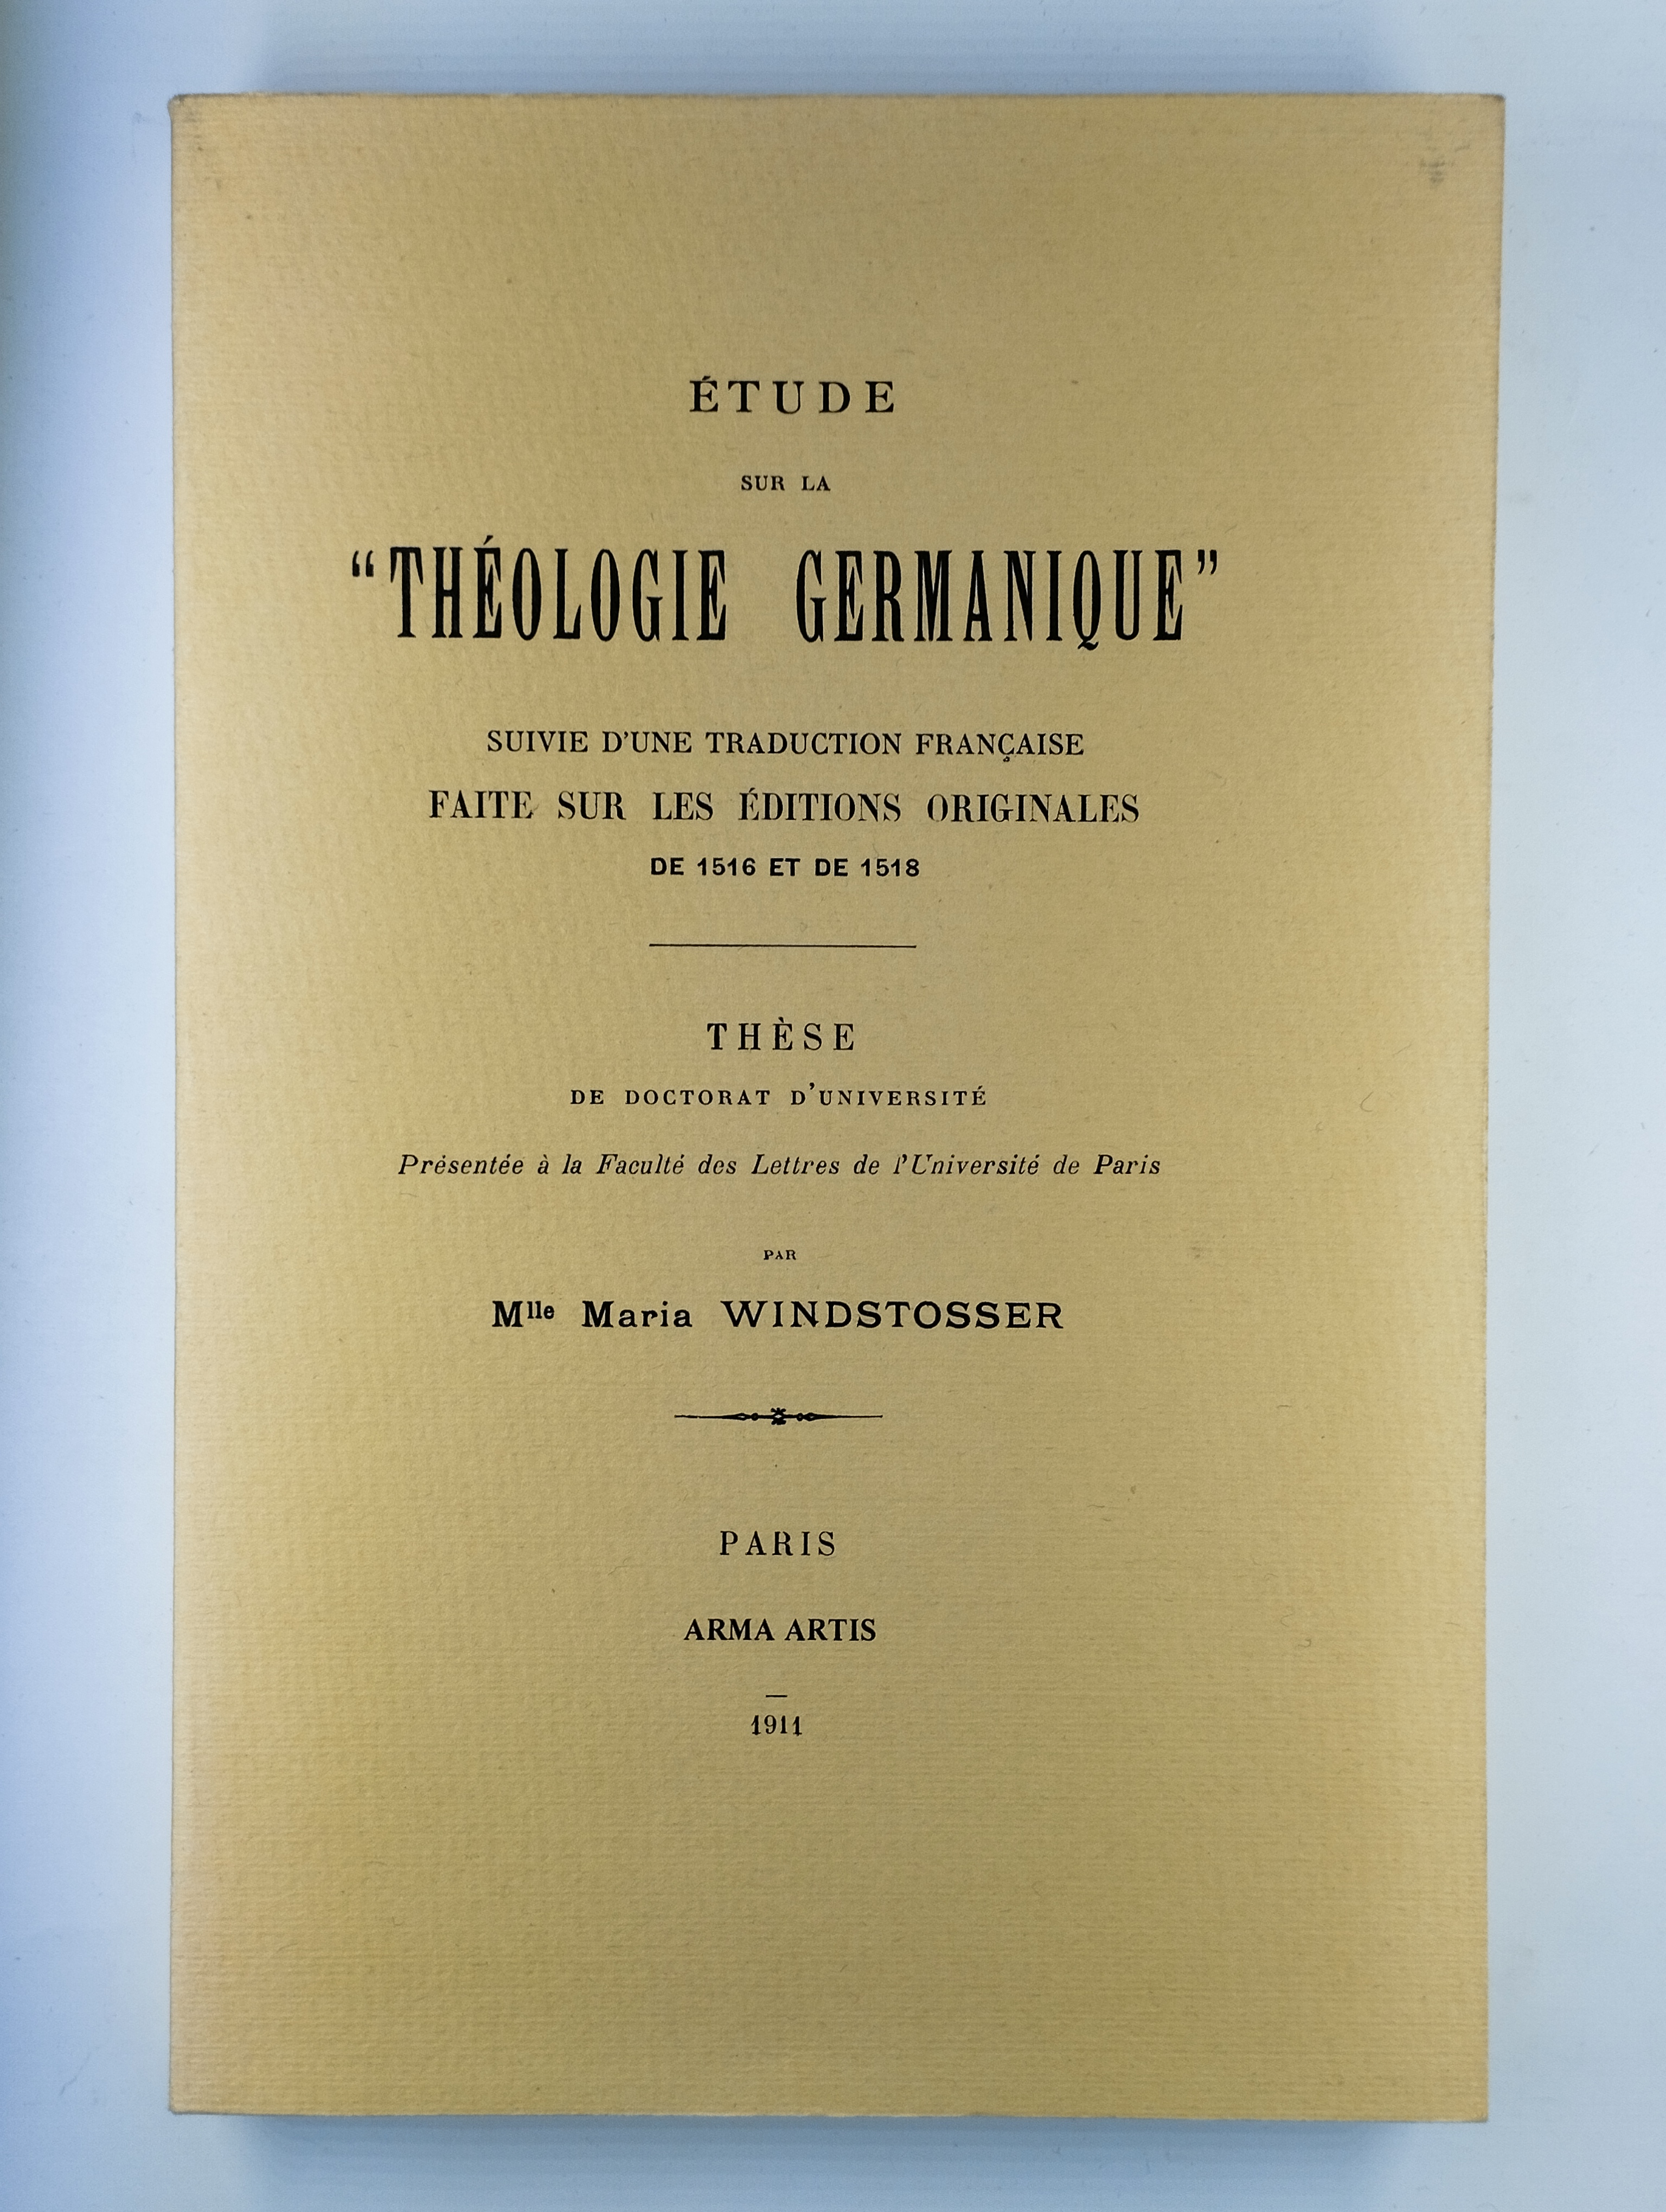 ÉTUDE
SUR LA
“THÉOLOGIE GERMANIQUE”
SUIVIE D'UNE TRADUCTION FRANÇAISE
FAITE SUR LES ÉDITIONS ORIGINALES
DE 1516 ET DE 1518
THÈSE
DE DOCTORAT D'UNIVERSITÉ
Présentée à la Faculté des Lettres de l'Université de Paris
PAR
Mlle Maria WINDSTOSSER
PARIS
ARMA ARTIS
1911